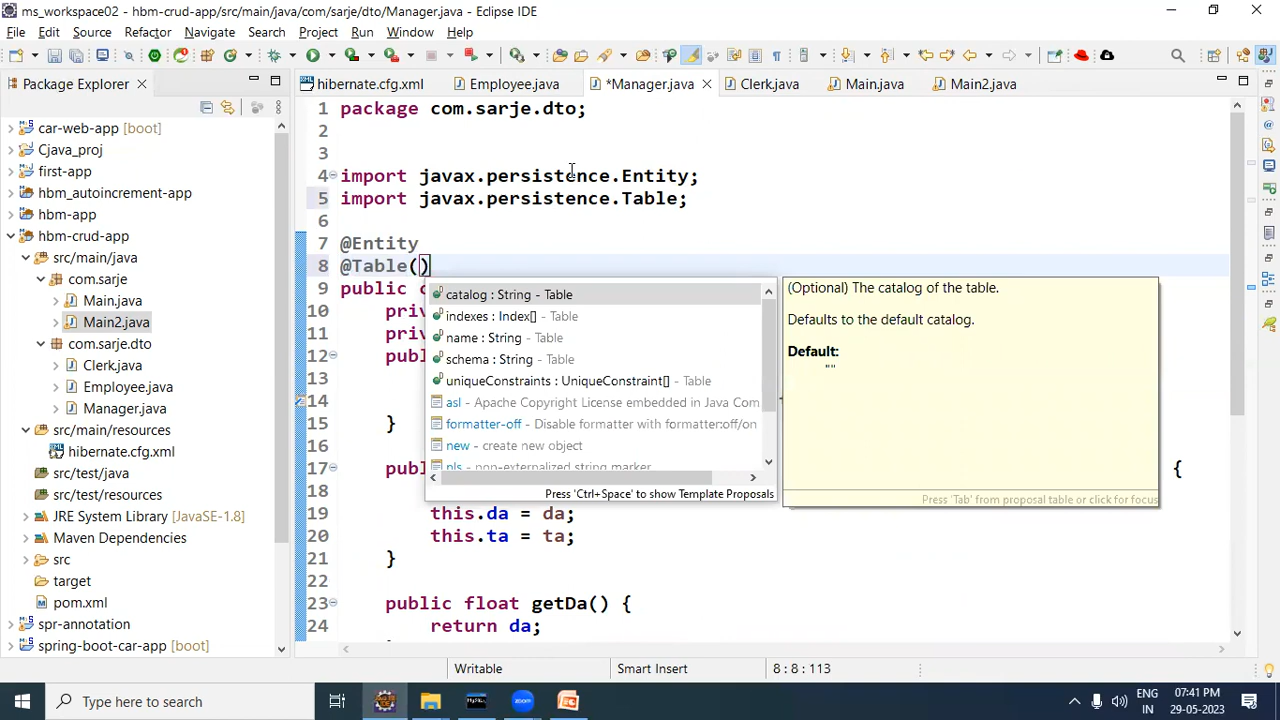 ms_workspace02 - hbm-crud-app/src/main/java/com/sarje/dto/Manager.java - Eclipse IDE
File Edit Source Refactor Navigate Search Project Run Window Help
Package Explorer
hibernate.cfg.xml Employee.java *Manager.java Clerk.java Main.java Main2.java
car-web-app [boot]
Cjava_proj
first-app
hbm_autoincrement-app
hbm-app
hbm-crud-app
src/main/java
com.sarje
Main.java
Main2.java
com.sarje.dto
Clerk.java
Employee.java
Manager.java
src/main/resources
hibernate.cfg.xml
src/test/java
src/test/resources
JRE System Library [JavaSE-1.8]
Maven Dependencies
src
target
pom.xml
spr-annotation
spring-boot-car-app [boot]
1 package com.sarje.dto;
2
3
4 import javax.persistence.Entity;
5 import javax.persistence.Table;
6
7 @Entity
8 @Table()
9 public c
10 priv
11 priv
12 publ
13
14
15 }
16
17 publ {
18
19 this.da = da;
20 this.ta = ta;
21 }
22
23 public float getDa() {
24 return da;
catalog : String - Table
indexes : Index[] - Table
name : String - Table
schema : String - Table
uniqueConstraints : UniqueConstraint[] - Table
asl - Apache Copyright License embedded in Java Com
formatter-off - Disable formatter with formatter:off/on
new - create new object
nls - non-externalized string marker
Press 'Ctrl+Space' to show Template Proposals
(Optional) The catalog of the table.
Defaults to the default catalog.
Default:
""
Press 'Tab' from proposal table or click for focus
Writable Smart Insert 8 : 8 : 113
Type here to search
ENG
IN
07:41 PM
29-05-2023